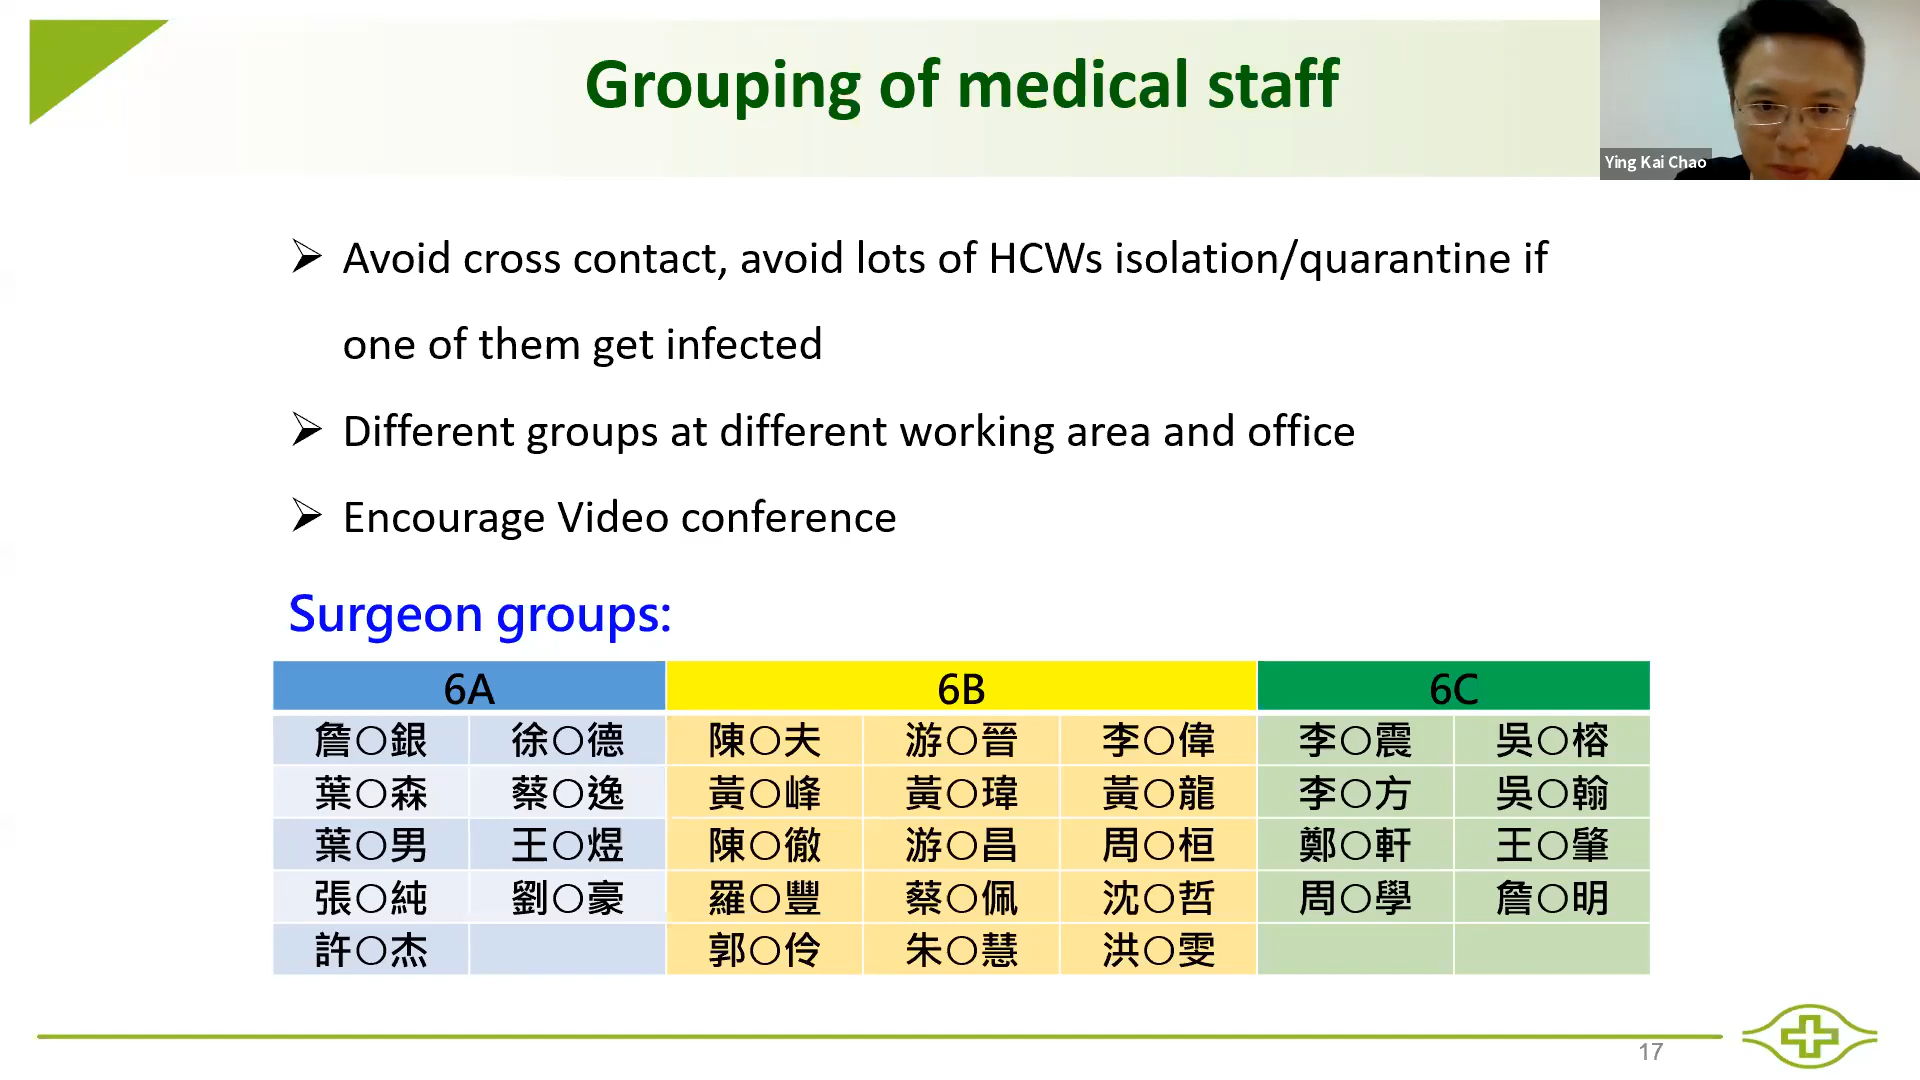 Grouping of medical staff
Ying Kai Chao
➢ Avoid cross contact, avoid lots of HCWs isolation/quarantine if
one of them get infected
➢ Different groups at different working area and office
➢ Encourage Video conference
Surgeon groups:
6A 6B 6C
詹○銀 徐○德 陳○夫 游○晉 李○偉 李○震 吳○榕
葉○森 蔡○逸 黃○峰 黃○瑋 黃○龍 李○方 吳○翰
葉○男 王○煜 陳○徹 游○昌 周○桓 鄭○軒 王○肇
張○純 劉○豪 羅○豐 蔡○佩 沈○哲 周○學 詹○明
許○杰 郭○伶 朱○慧 洪○雯
17